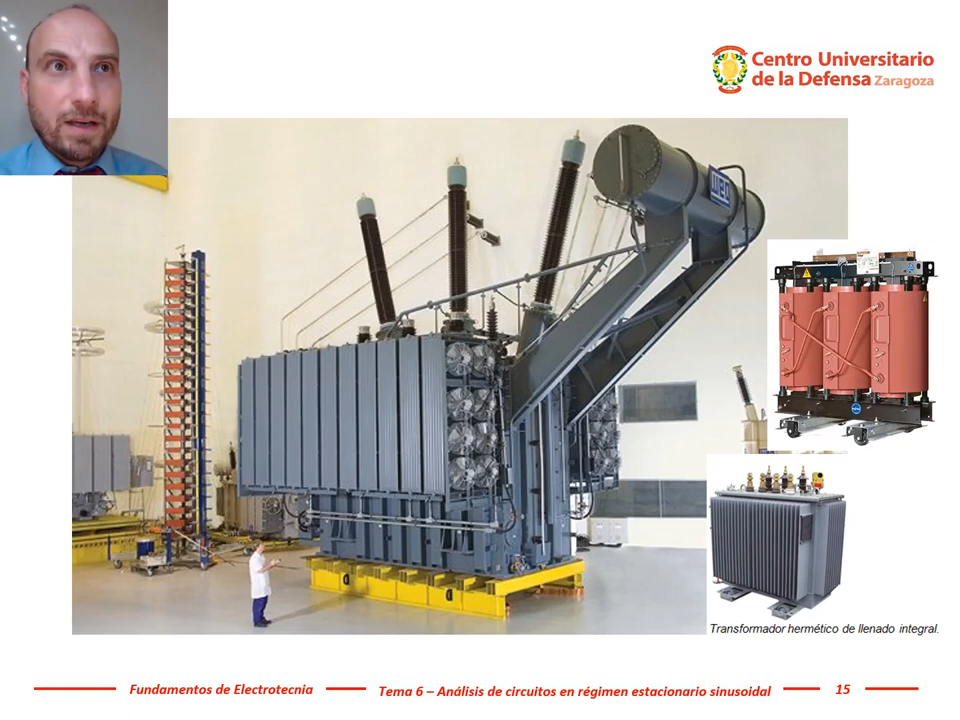 Centro Universitario
de la Defensa Zaragoza
WEG
Transformador hermético de llenado integral.
Fundamentos de Electrotecnia
Tema 6 – Análisis de circuitos en régimen estacionario sinusoidal
15